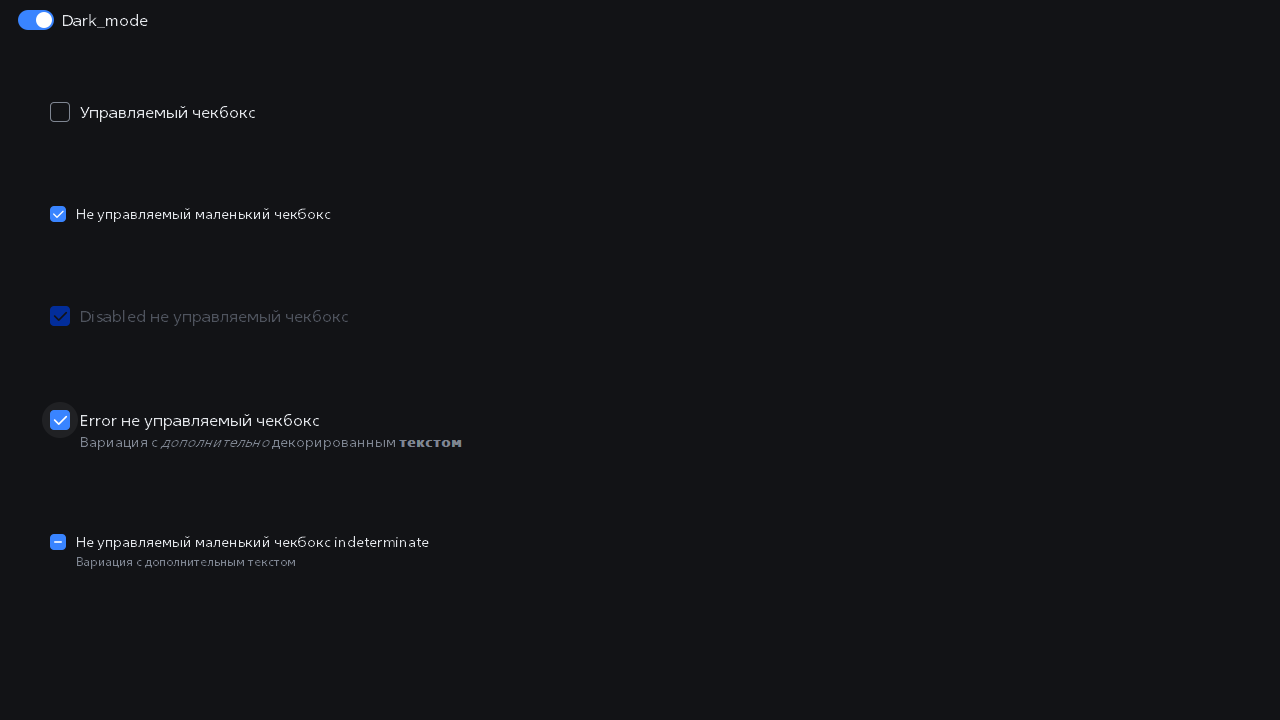 Dark_mode
Управляемый чекбокс
Не управляемый маленький чекбокс
Disabled не управляемый чекбокс
Error не управляемый чекбокс
Вариация с дополнительно декорированным текстом
Не управляемый маленький чекбокс indeterminate
Вариация с дополнительным текстом